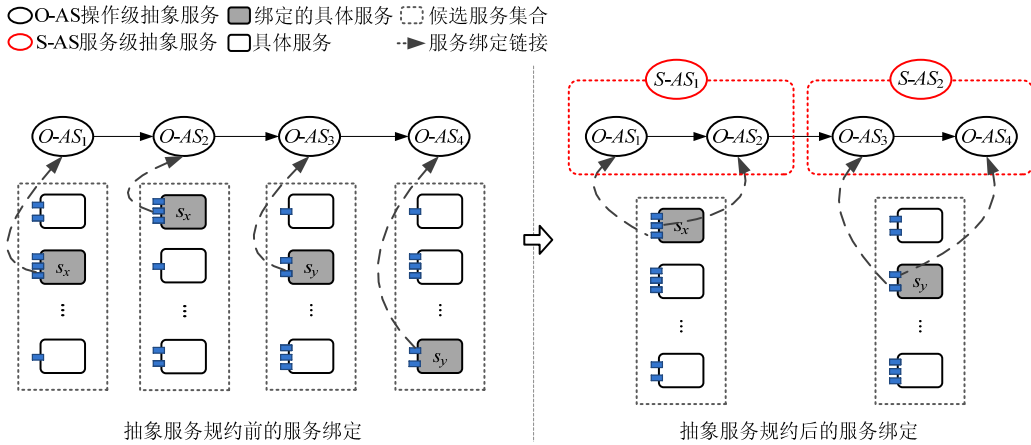 O-AS操作级抽象服务 绑定的具体服务 候选服务集合
S-AS服务级抽象服务 具体服务 服务绑定链接
S-AS₁ S-AS₂
O-AS₁ O-AS₂ O-AS₃ O-AS₄ O-AS₁ O-AS₂ O-AS₃ O-AS₄
sₓ sₓ
sₓ s_y s_y
... ... ... ...
s_y
抽象服务规约前的服务绑定 抽象服务规约后的服务绑定